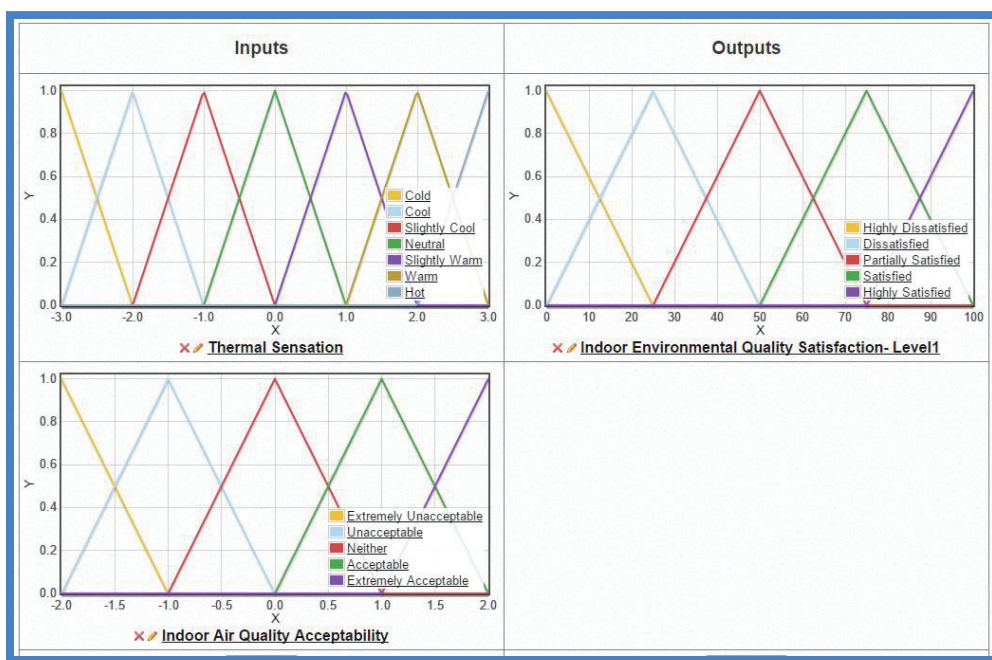 Inputs
Outputs
1.0
0.8
0.6
0.4
0.2
0.0
Y
-3.0 -2.0 -1.0 0.0 1.0 2.0 3.0
X
Cold
Cool
Slightly Cool
Neutral
Slightly Warm
Warm
Hot
Thermal Sensation
1.0
0.8
0.6
0.4
0.2
0.0
Y
0 10 20 30 40 50 60 70 80 90 100
X
Highly Dissatisfied
Dissatisfied
Partially Satisfied
Satisfied
Highly Satisfied
Indoor Environmental Quality Satisfaction- Level1
1.0
0.8
0.6
0.4
0.2
0.0
Y
-2.0 -1.5 -1.0 -0.5 0.0 0.5 1.0 1.5 2.0
X
Extremely Unacceptable
Unacceptable
Neither
Acceptable
Extremely Acceptable
Indoor Air Quality Acceptability